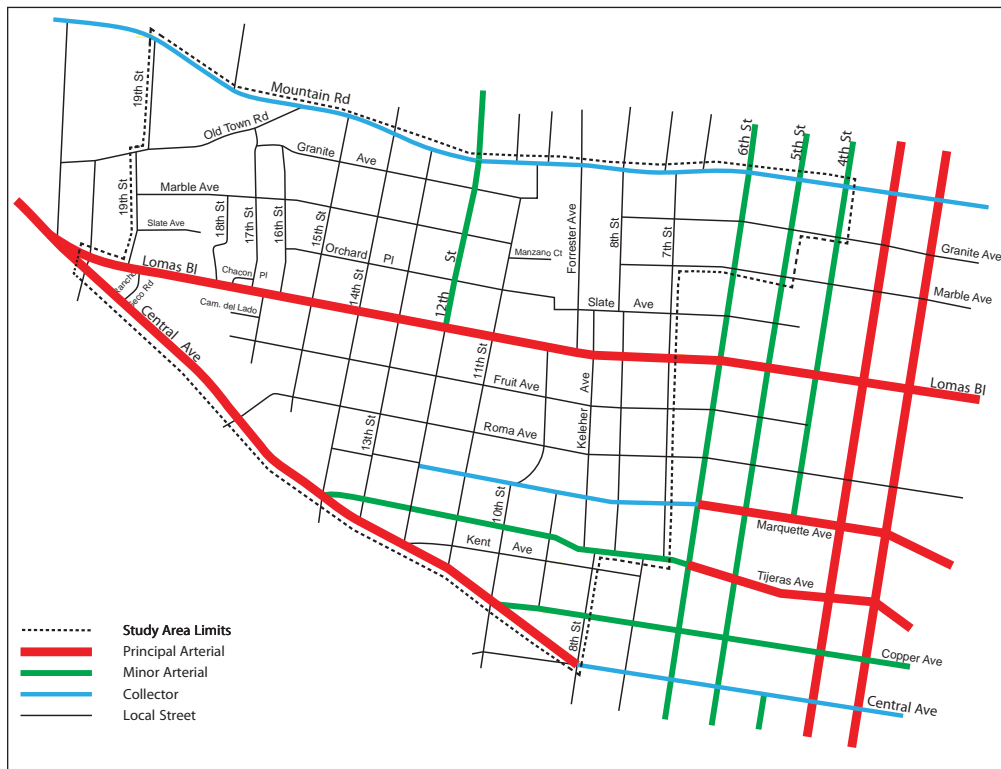 Mountain Rd
19th St
Old Town Rd
6th St
5th St
4th St
Granite Ave
19th St
Marble Ave
18th St
17th St
16th St
15th St
Slate Ave
Orchard Pl
12th St
Manzano Ct
Forrester Ave
8th St
7th St
Granite Ave
Marble Ave
Lomas Bl
Chacon Pl
Cam. del Lado
14th St
Slate Ave
Central Ave
11th St
Fruit Ave
Keleher Ave
Lomas Bl
13th St
Roma Ave
10th St
Kent Ave
Marquette Ave
Tijeras Ave
8th St
Copper Ave
Central Ave
Study Area Limits
Principal Arterial
Minor Arterial
Collector
Local Street